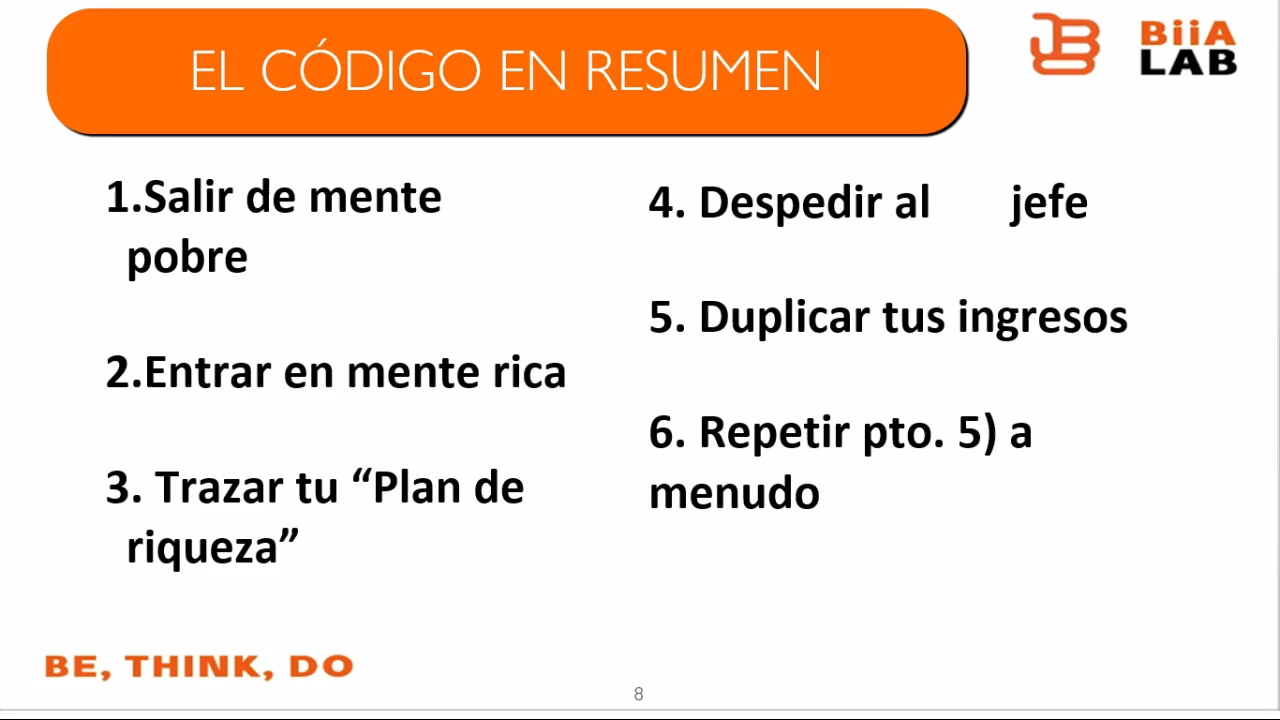 EL CÓDIGO EN RESUMEN
BiiA
LAB
1.Salir de mente
pobre
2.Entrar en mente rica
3. Trazar tu “Plan de
riqueza”
4. Despedir al jefe
5. Duplicar tus ingresos
6. Repetir pto. 5) a
menudo
BE, THINK, DO
8